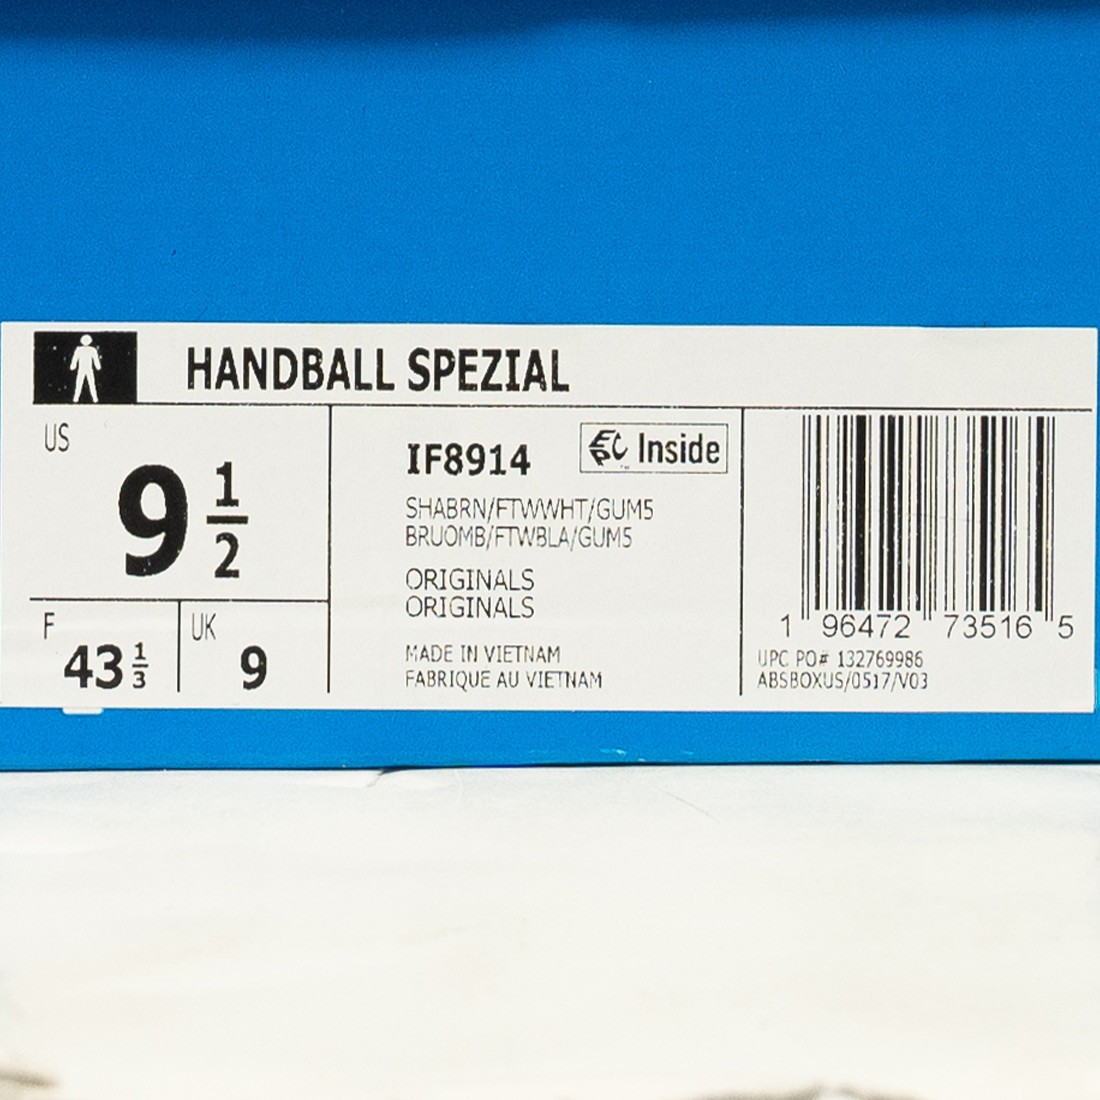 HANDBALL SPEZIAL
US
9 1/2
F
43 1/3
UK
9
IF8914
EPC Inside
SHABRN/FTWWHT/GUM5
BRUOMB/FTWBLA/GUM5
ORIGINALS
ORIGINALS
MADE IN VIETNAM
FABRIQUE AU VIETNAM
1 96472 73516 5
UPC PO# 132769986
ABSBOXUS/0517/V03